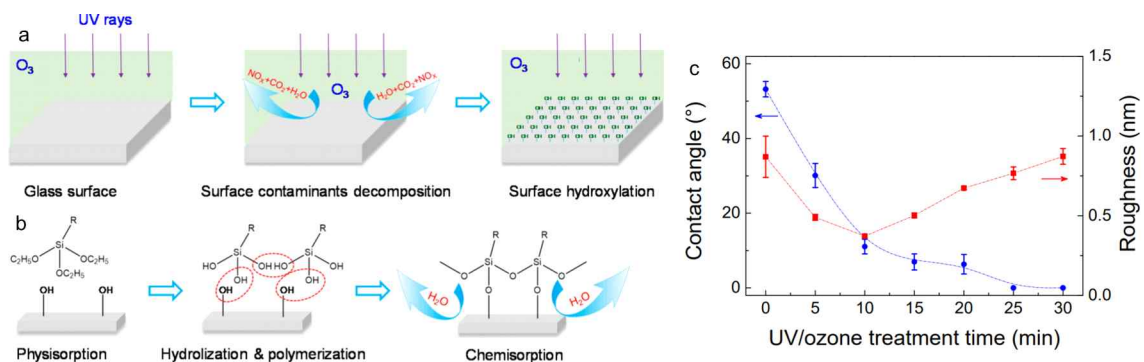 a
UV rays
O3
NOx+CO2+H2O
O3
H2O+CO2+NOx
O3
Glass surface
Surface contaminants decomposition
Surface hydroxylation
b
R
Si
C2H5O
OC2H5
OC2H5
OH
OH
Physisorption
R
R
Si
Si
HO
OH
HO
OH
OH
OH
OH
OH
Hydrolization & polymerization
R
R
Si
Si
O
O
O
O
O
H2O
H2O
Chemisorption
c
Contact angle (°)
60
40
20
0
Roughness (nm)
1.5
1.0
0.5
0.0
0
5
10
15
20
25
30
UV/ozone treatment time (min)